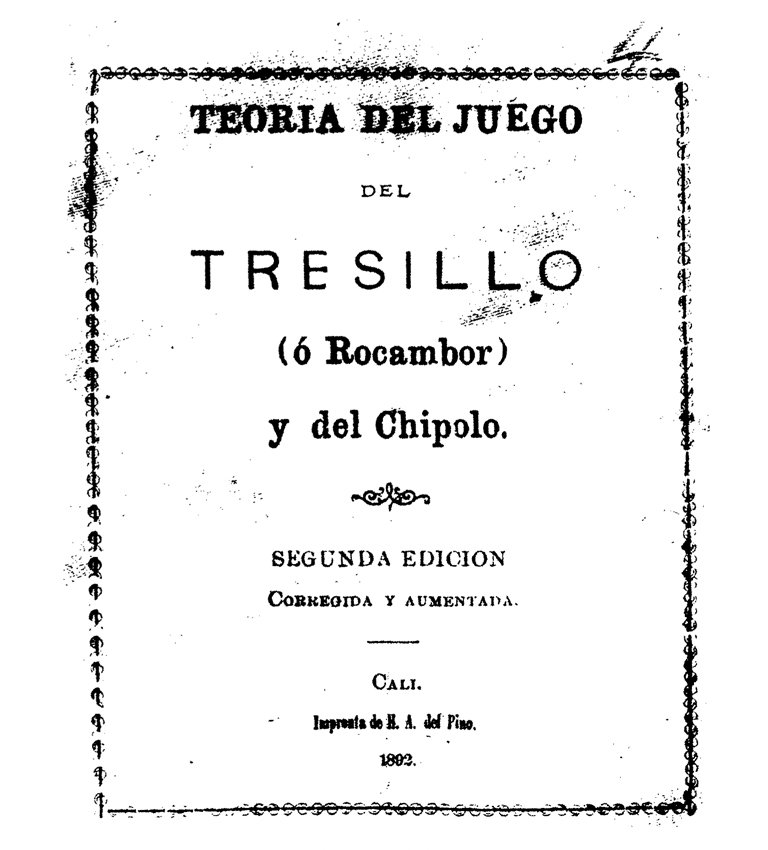 TEORIA DEL JUEGO
DEL
TRESILLO
(ó Rocambor)
y del Chipolo.
SEGUNDA EDICION
CORREGIDA Y AUMENTADA.
CALI.
Imprenta de H. A. del Pino.
1892.